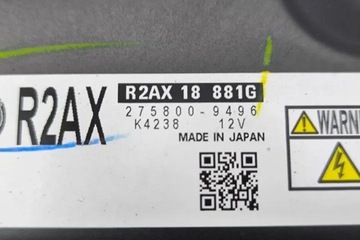 R2AX 18 881G
R2AX
275800-9496
K4238 12V
MADE IN JAPAN
WARN